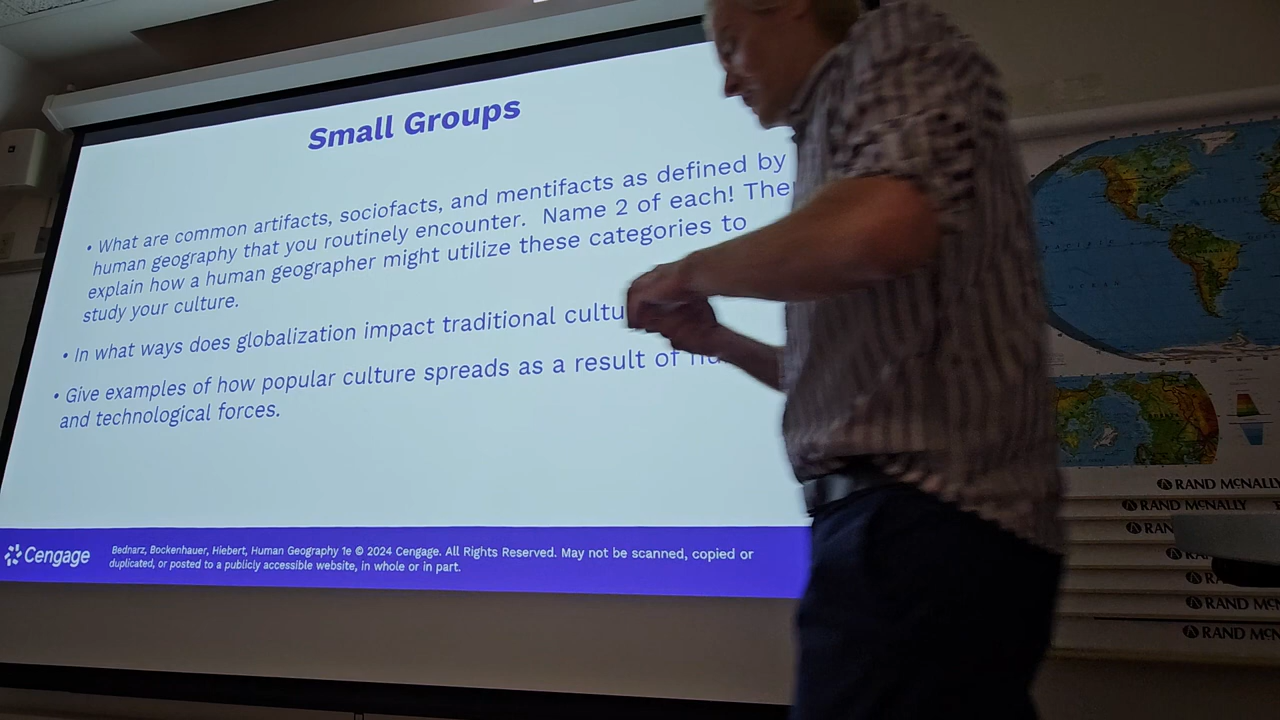 Small Groups
• What are common artifacts, sociofacts, and mentifacts as defined by
human geography that you routinely encounter. Name 2 of each! The
explain how a human geographer might utilize these categories to
study your culture.
• In what ways does globalization impact traditional cultu
• Give examples of how popular culture spreads as a result of
and technological forces.
Cengage
Bednarz, Bockenhauer, Hiebert, Human Geography 1e © 2024 Cengage. All Rights Reserved. May not be scanned, copied or
duplicated, or posted to a publicly accessible website, in whole or in part.
RAND MCNALLY
RAND MCNALLY
RAN
RA
RA
RAND MCN
RAND MCN